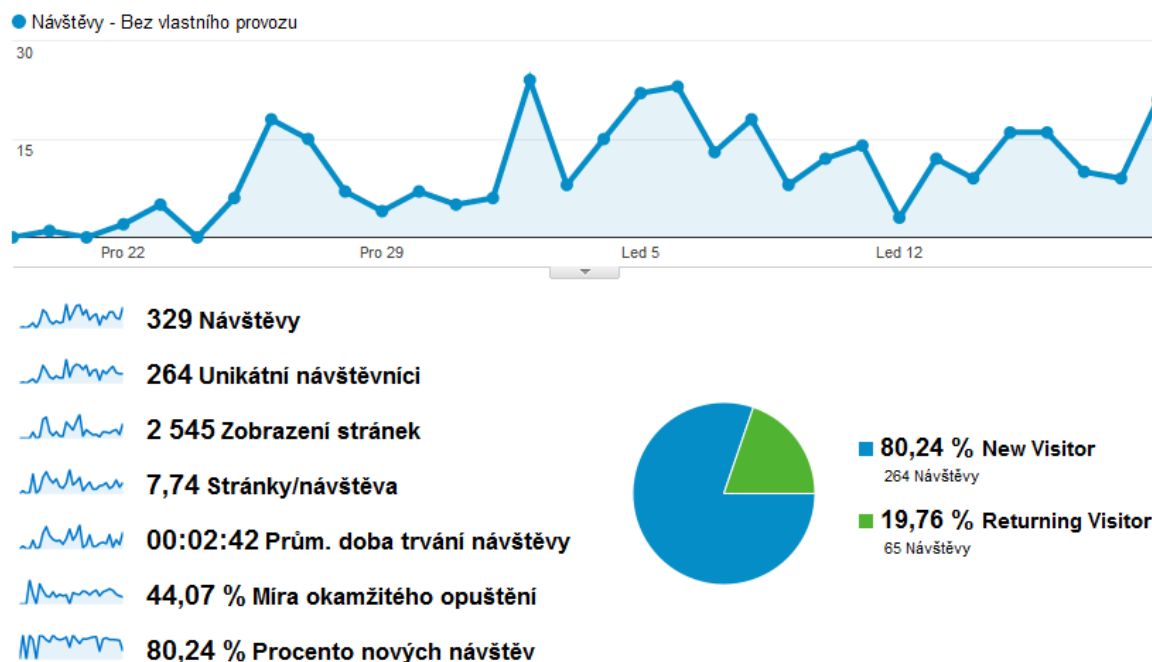 Návštěvy - Bez vlastního provozu
30
15
Pro 22
Pro 29
Led 5
Led 12
329 Návštěvy
264 Unikátní návštěvníci
2 545 Zobrazení stránek
7,74 Stránky/návštěva
00:02:42 Prům. doba trvání návštěvy
44,07 % Míra okamžitého opuštění
80,24 % Procento nových návštěv
80,24 % New Visitor
264 Návštěvy
19,76 % Returning Visitor
65 Návštěvy